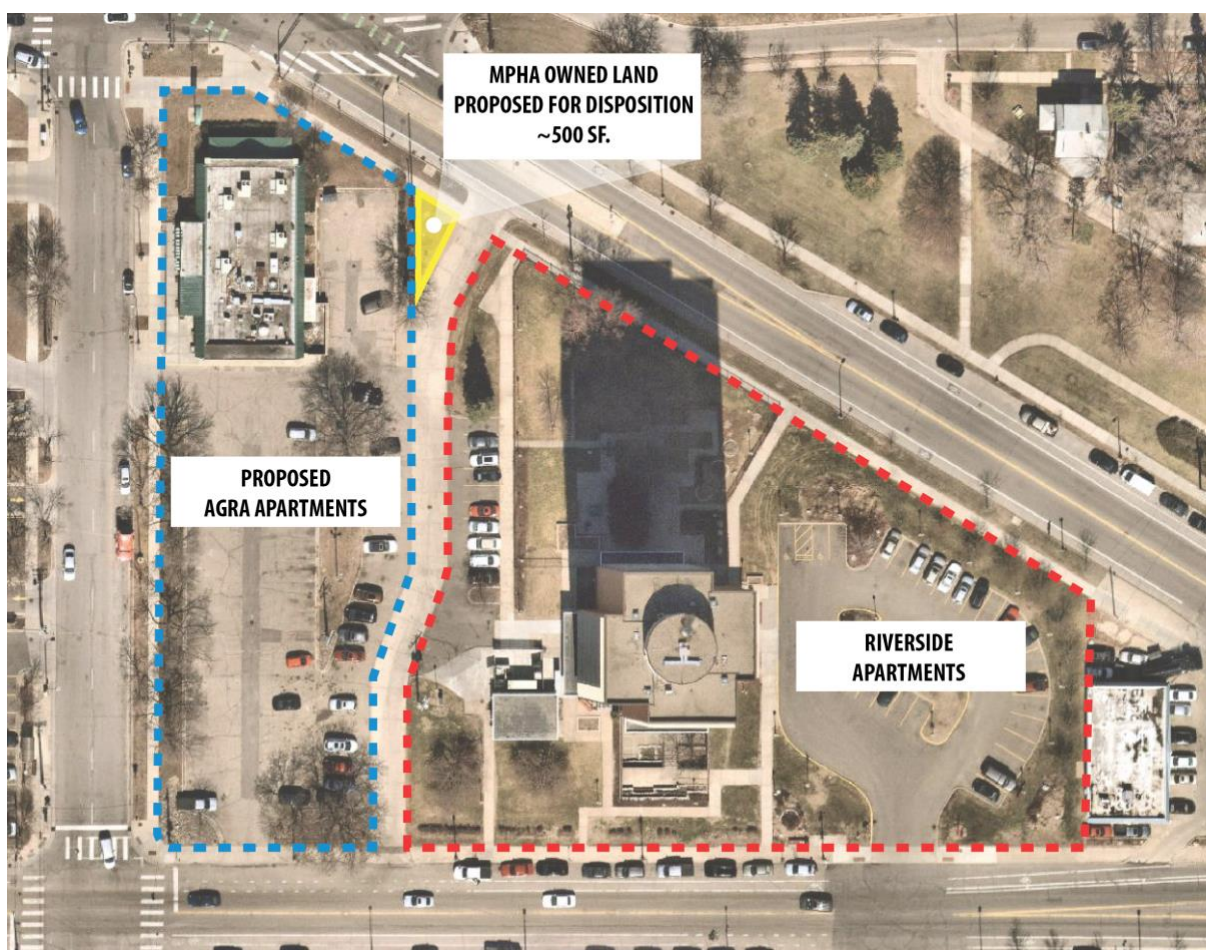 MPHA OWNED LAND
PROPOSED FOR DISPOSITION
~500 SF.
PROPOSED
AGRA APARTMENTS
RIVERSIDE
APARTMENTS